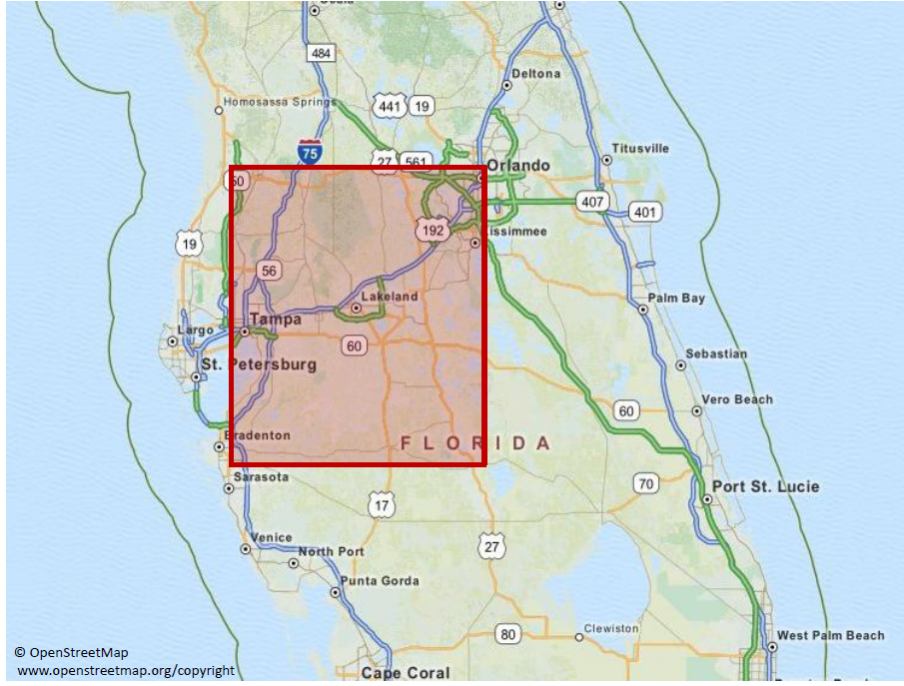 Ocala
484
Deltona
Homosassa Springs
441
19
75
27
561
Orlando
Titusville
50
407
401
192
Kissimmee
19
56
Lakeland
Palm Bay
Tampa
Largo
60
Sebastian
St. Petersburg
Vero Beach
60
Bradenton
FLORIDA
Sarasota
70
Port St. Lucie
17
Venice
27
North Port
Punta Gorda
80
Clewiston
West Palm Beach
© OpenStreetMap
www.openstreetmap.org/copyright
Cape Coral